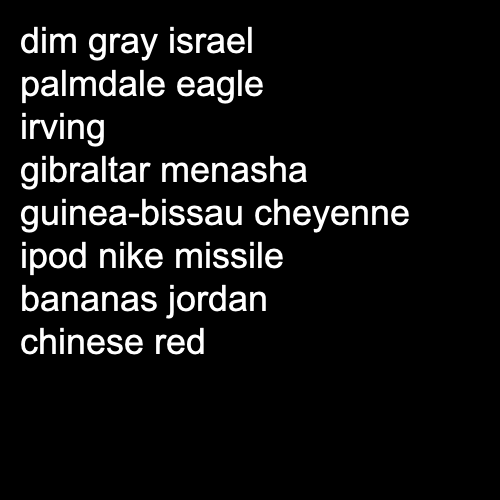 dim gray israel
palmdale eagle
irving
gibraltar menasha
guinea-bissau cheyenne
ipod nike missile
bananas jordan
chinese red